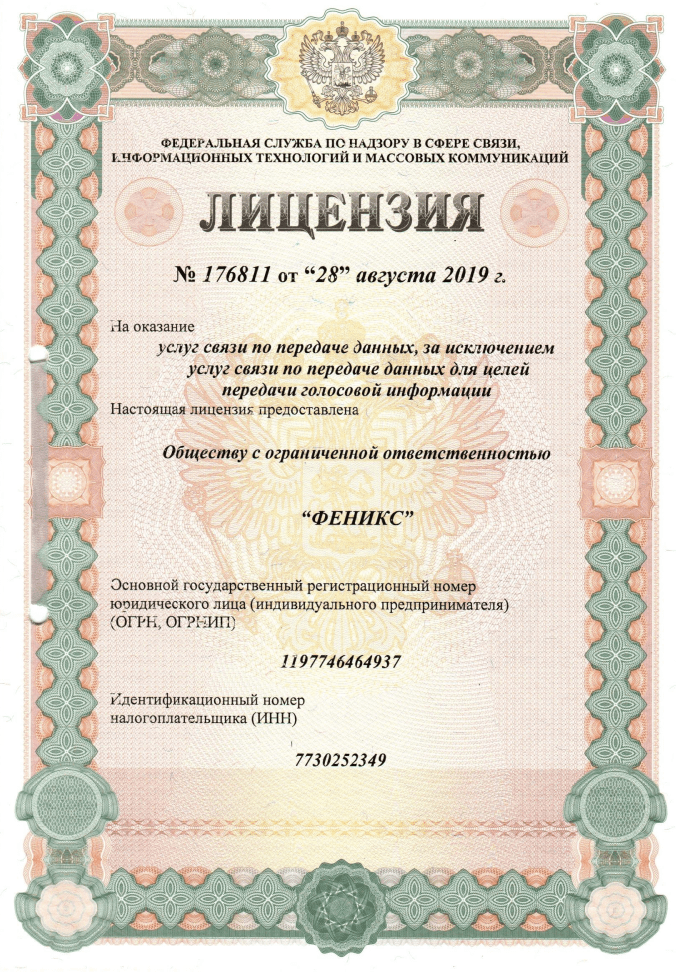 ФЕДЕРАЛЬНАЯ СЛУЖБА ПО НАДЗОРУ В СФЕРЕ СВЯЗИ,
ИНФОРМАЦИОННЫХ ТЕХНОЛОГИЙ И МАССОВЫХ КОММУНИКАЦИЙ
ЛИЦЕНЗИЯ
№ 176811 от “28” августа 2019 г.
На оказание
услуг связи по передаче данных, за исключением
услуг связи по передаче данных для целей
передачи голосовой информации
Настоящая лицензия предоставлена
Обществу с ограниченной ответственностью
“ФЕНИКС”
Основной государственный регистрационный номер
юридического лица (индивидуального предпринимателя)
(ОГРН, ОГРНИП)
1197746464937
Идентификационный номер
налогоплательщика (ИНН)
7730252349